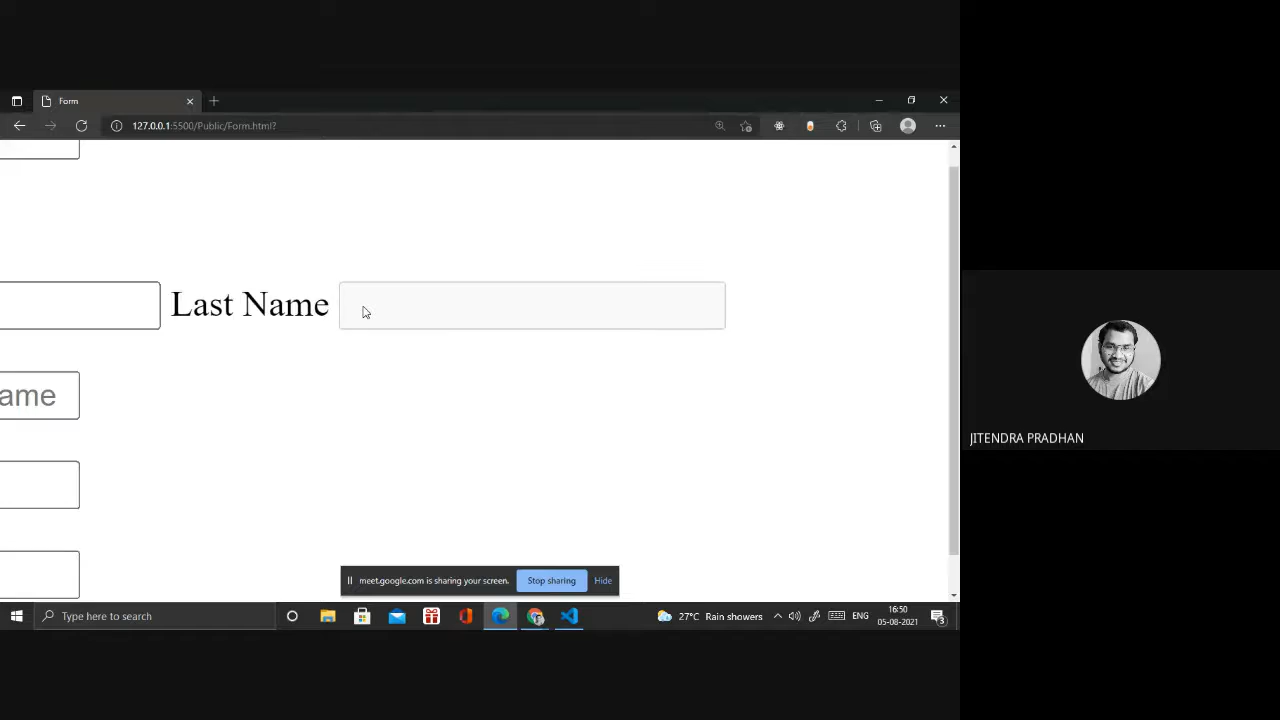 Form
127.0.0.1:5500/Public/Form.html?
Last Name
ame
meet.google.com is sharing your screen.
Stop sharing
Hide
JITENDRA PRADHAN
Type here to search
27°C Rain showers
ENG
16:50
05-08-2021
3